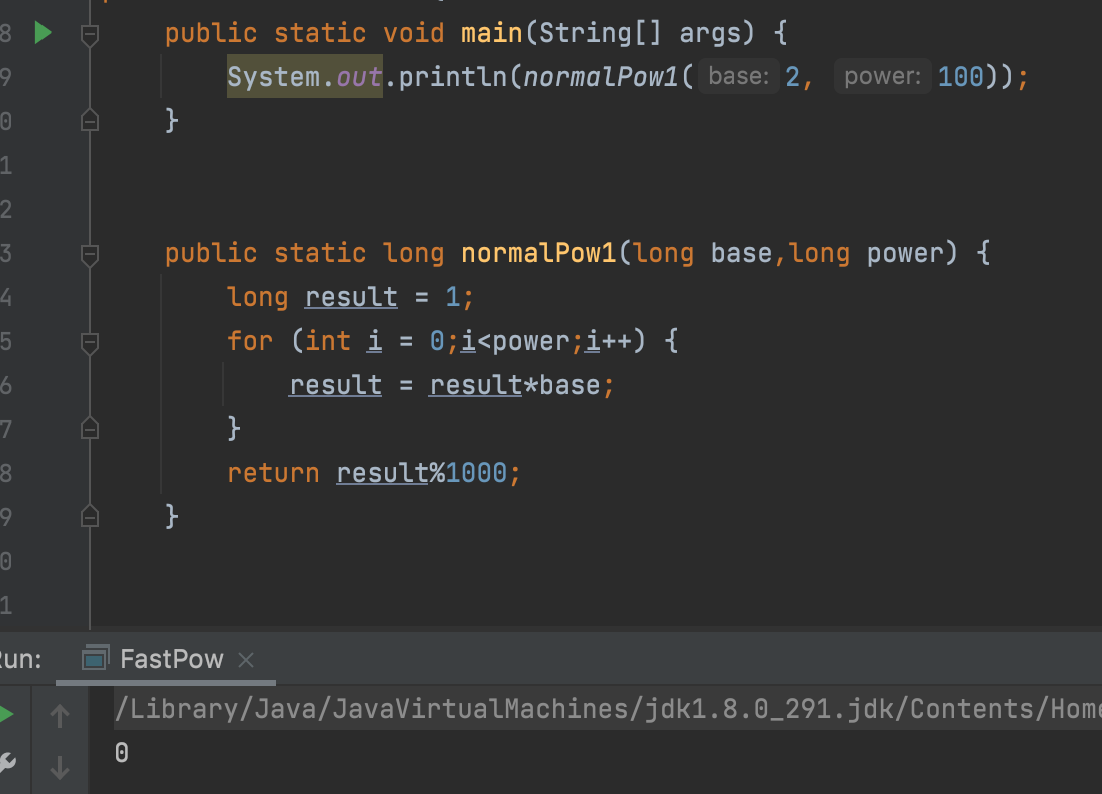 8 public static void main(String[] args) {
9 System.out.println(normalPow1( base: 2, power: 100));
0 }
1
2
3 public static long normalPow1(long base,long power) {
4 long result = 1;
5 for (int i = 0;i<power;i++) {
6 result = result*base;
7 }
8 return result%1000;
9 }
0
1
Run: FastPow
/Library/Java/JavaVirtualMachines/jdk1.8.0_291.jdk/Contents/Home
0